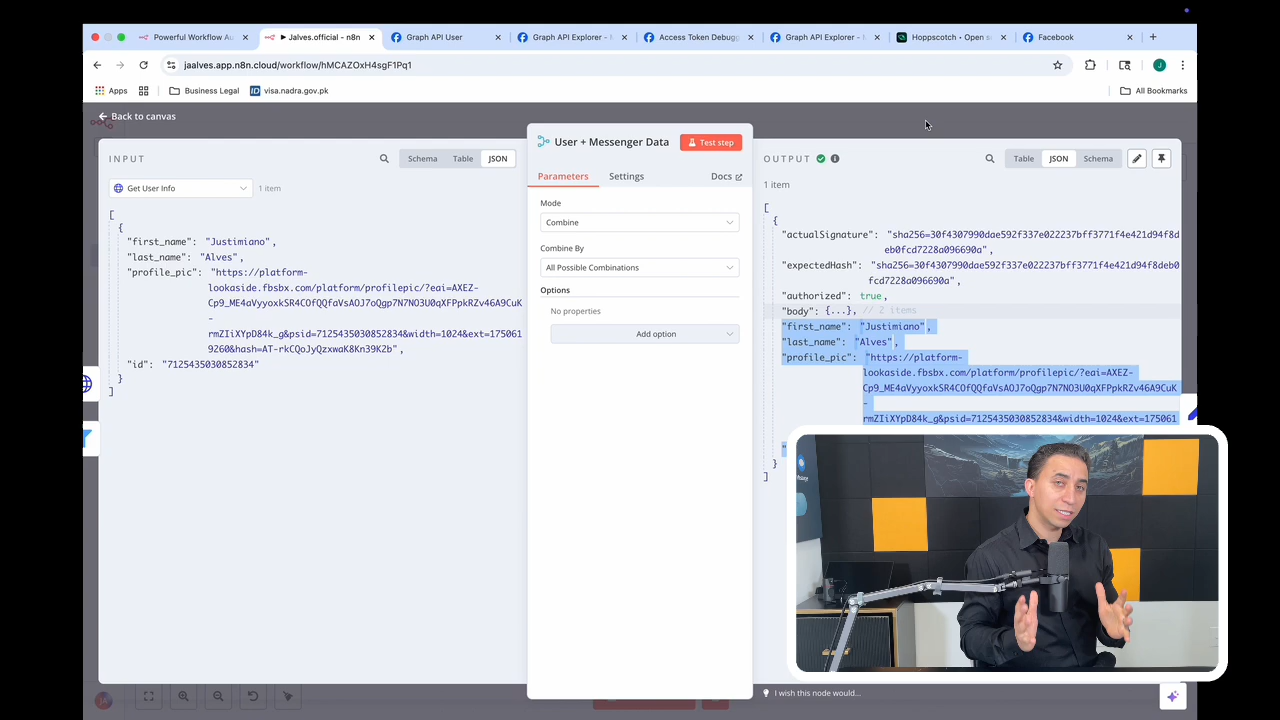 Powerful Workflow Au
Jalves.official - n8n
Graph API User
Graph API Explorer - M
Access Token Debugg
Graph API Explorer - M
Hoppscotch • Open s
Facebook
jaalves.app.n8n.cloud/workflow/hMCAZOxH4sgF1Pq1
Apps
Business Legal
visa.nadra.gov.pk
All Bookmarks
Back to canvas
INPUT
Schema
Table
JSON
Get User Info
1 item
[
{
"first_name": "Justimiano",
"last_name": "Alves",
"profile_pic": "https://platform-
lookaside.fbsbx.com/platform/profilepic/?eai=AXEZ-
Cp9_ME4aVyyoxkSR4COfQQfaVsAOJ7oQgp7N7NO3U0qXFPpkRZv46A9CuK
-
rmZIiXYpD84k_g&psid=7125435030852834&width=1024&ext=175061
9260&hash=AT-rkCQoJyQzxwaK8Kn39K2b",
"id": "7125435030852834"
}
]
User + Messenger Data
Test step
Parameters
Settings
Docs
Mode
Combine
Combine By
All Possible Combinations
Options
No properties
Add option
OUTPUT
Table
JSON
Schema
1 item
[
{
"actualSignature": "sha256=30f4307990dae592f337e022237bff3771f4e421d94f8d
eb0fcd7228a096690a",
"expectedHash": "sha256=30f4307990dae592f337e022237bff3771f4e421d94f8deb0
fcd7228a096690a",
"authorized": true,
"body": {...}, // 2 items
"first_name": "Justimiano",
"last_name": "Alves",
"profile_pic": "https://platform-
lookaside.fbsbx.com/platform/profilepic/?eai=AXEZ-
Cp9_ME4aVyyoxkSR4COfQQfaVsAOJ7oQgp7N7NO3U0qXFPpkRZv46A9CuK
-
rmZIiXYpD84k_g&psid=7125435030852834&width=1024&ext=175061
}
]
I wish this node would...